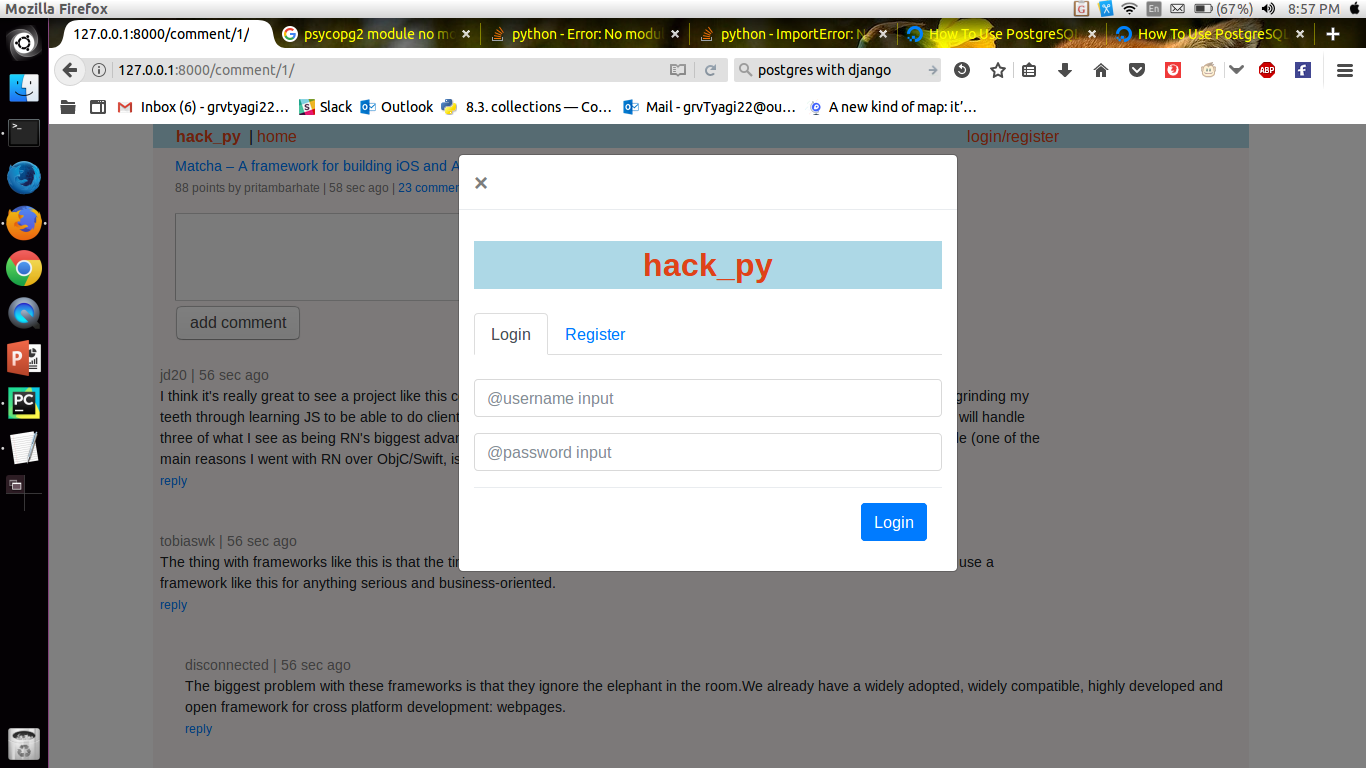 Mozilla Firefox
En
(67%)
8:57 PM
127.0.0.1:8000/comment/1/
psycopg2 module no mo
python - Error: No modul
python - ImportError: N
How To Use PostgreSQL
How To Use PostgreSQL
127.0.0.1:8000/comment/1/
postgres with django
ABP
Inbox (6) - grvtyagi22…
Slack
Outlook
8.3. collections — Co…
Mail - grvTyagi22@ou…
A new kind of map: it’…
hack_py | home
login/register
Matcha – A framework for building iOS and A
88 points by pritambarhate | 58 sec ago | 23 commen
×
hack_py
Login
Register
@username input
@password input
Login
add comment
jd20 | 56 sec ago
I think it's really great to see a project like this c grinding my
teeth through learning JS to be able to do client will handle
three of what I see as being RN's biggest advan le (one of the
main reasons I went with RN over ObjC/Swift, is
reply
tobiaswk | 56 sec ago
The thing with frameworks like this is that the tin use a
framework like this for anything serious and business-oriented.
reply
disconnected | 56 sec ago
The biggest problem with these frameworks is that they ignore the elephant in the room.We already have a widely adopted, widely compatible, highly developed and
open framework for cross platform development: webpages.
reply